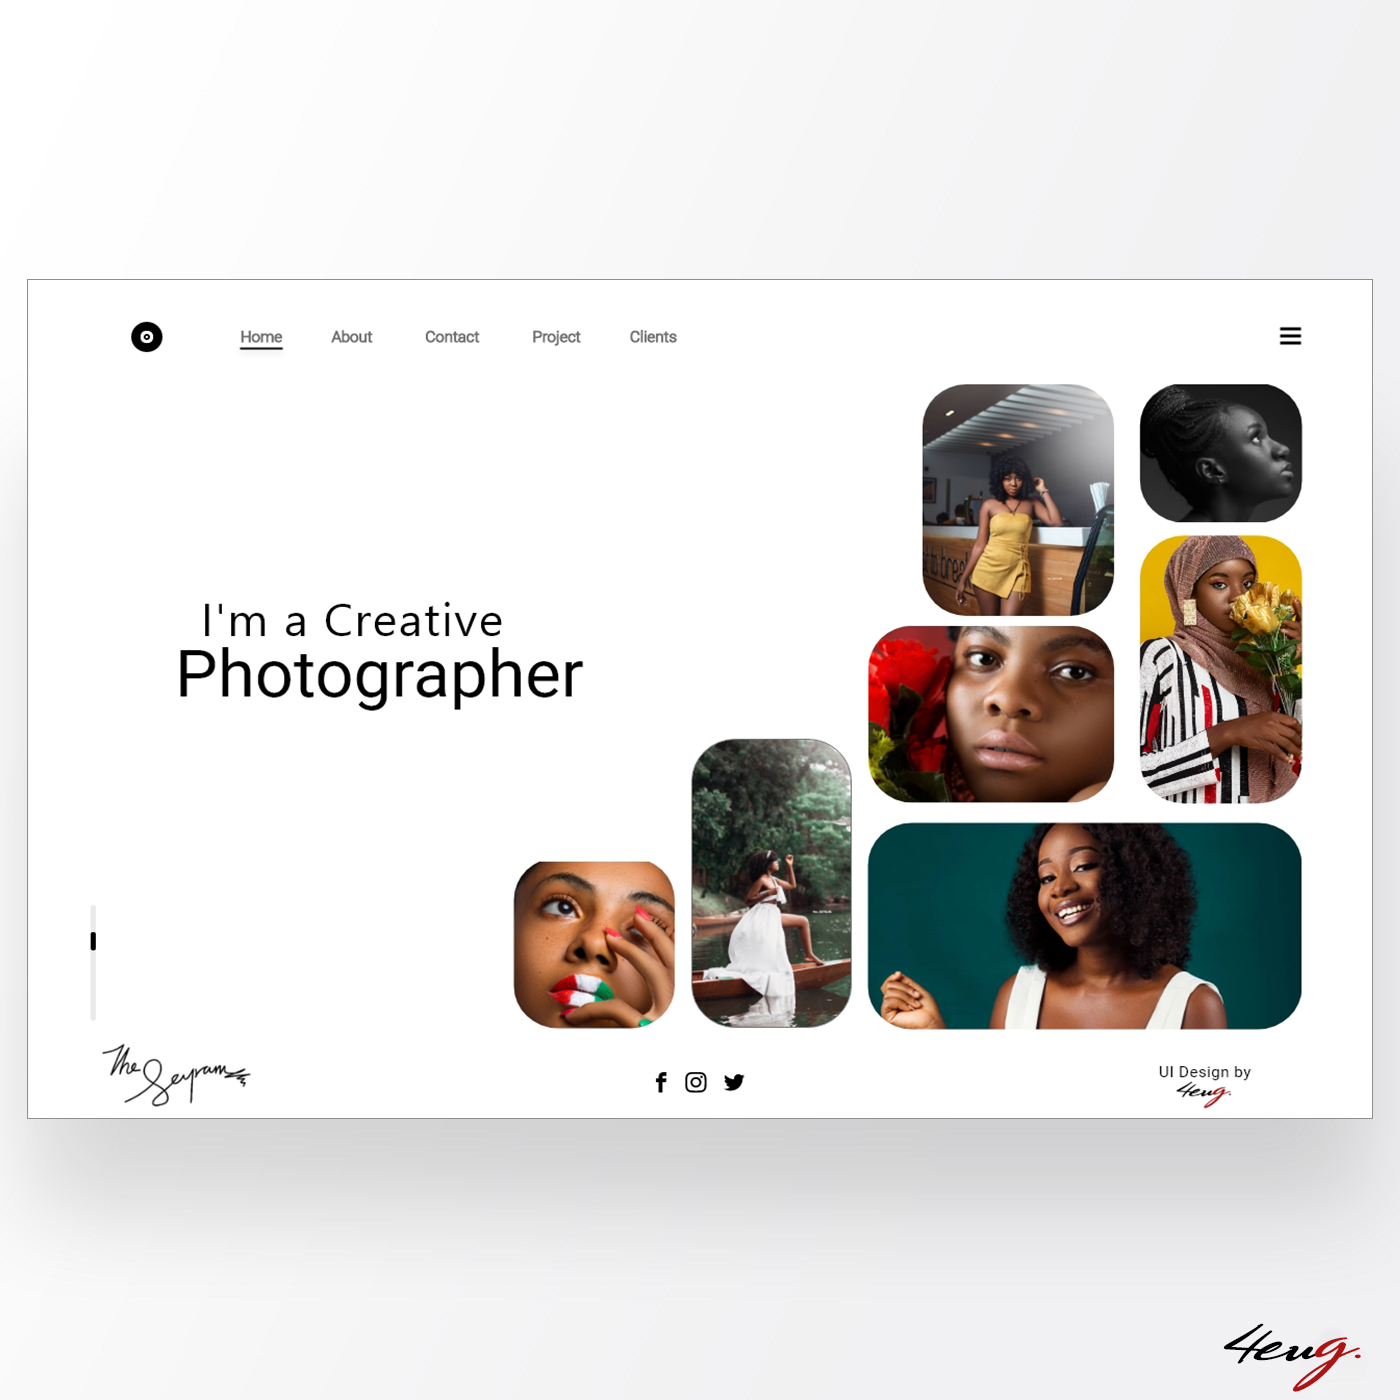 Home About Contact Project Clients
I'm a Creative
Photographer
The Seyram
UI Design by
4eug.
4eug.